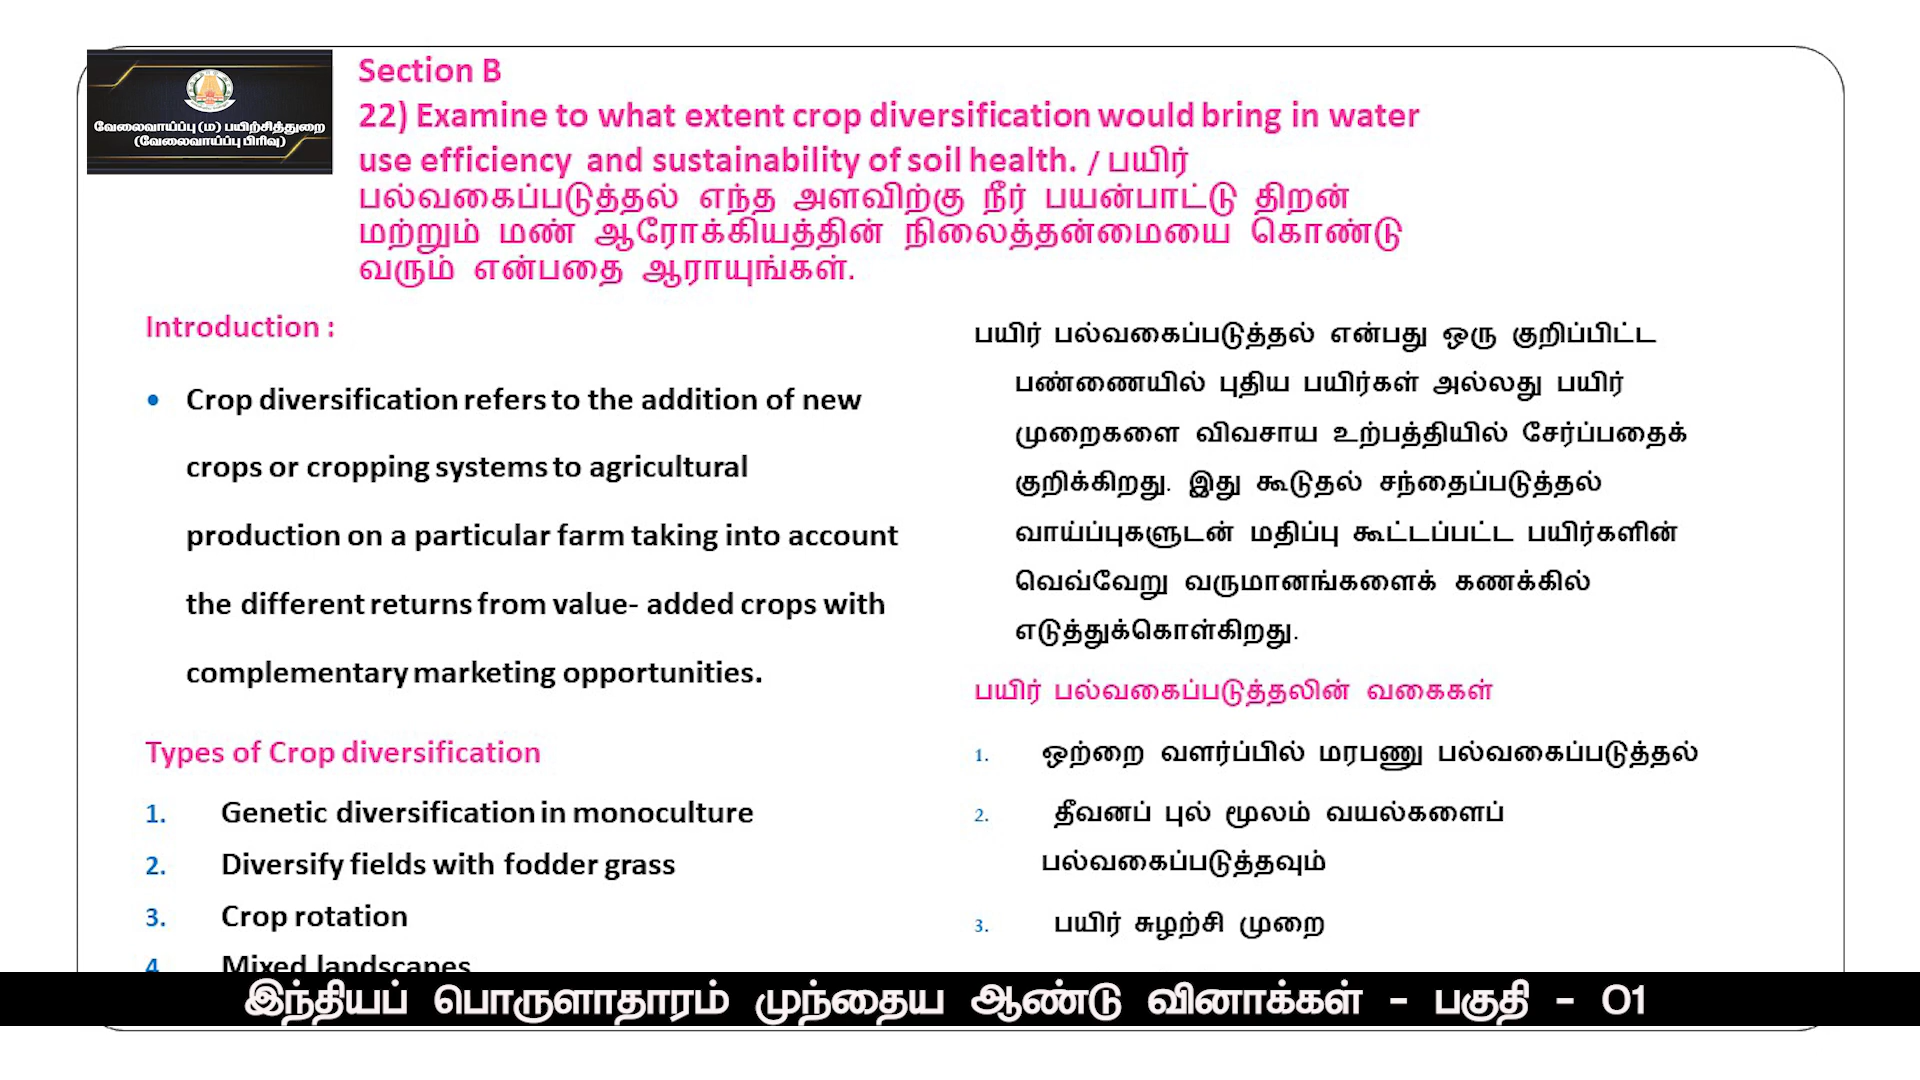 வேலைவாய்ப்பு (ம) பயிற்சித்துறை
(வேலைவாய்ப்பு பிரிவு)
Section B
22) Examine to what extent crop diversification would bring in water
use efficiency and sustainability of soil health. / பயிர்
பல்வகைப்படுத்தல் எந்த அளவிற்கு நீர் பயன்பாட்டு திறன்
மற்றும் மண் ஆரோக்கியத்தின் நிலைத்தன்மையை கொண்டு
வரும் என்பதை ஆராயுங்கள்.
Introduction :
• Crop diversification refers to the addition of new
crops or cropping systems to agricultural
production on a particular farm taking into account
the different returns from value- added crops with
complementary marketing opportunities.
Types of Crop diversification
1. Genetic diversification in monoculture
2. Diversify fields with fodder grass
3. Crop rotation
4. Mixed landscapes
பயிர் பல்வகைப்படுத்தல் என்பது ஒரு குறிப்பிட்ட
பண்ணையில் புதிய பயிர்கள் அல்லது பயிர்
முறைகளை விவசாய உற்பத்தியில் சேர்ப்பதைக்
குறிக்கிறது. இது கூடுதல் சந்தைப்படுத்தல்
வாய்ப்புகளுடன் மதிப்பு கூட்டப்பட்ட பயிர்களின்
வெவ்வேறு வருமானங்களைக் கணக்கில்
எடுத்துக்கொள்கிறது.
பயிர் பல்வகைப்படுத்தலின் வகைகள்
1. ஒற்றை வளர்ப்பில் மரபணு பல்வகைப்படுத்தல்
2. தீவனப் புல் மூலம் வயல்களைப்
பல்வகைப்படுத்தவும்
3. பயிர் சுழற்சி முறை
இந்தியப் பொருளாதாரம் முந்தைய ஆண்டு வினாக்கள் - பகுதி - 01